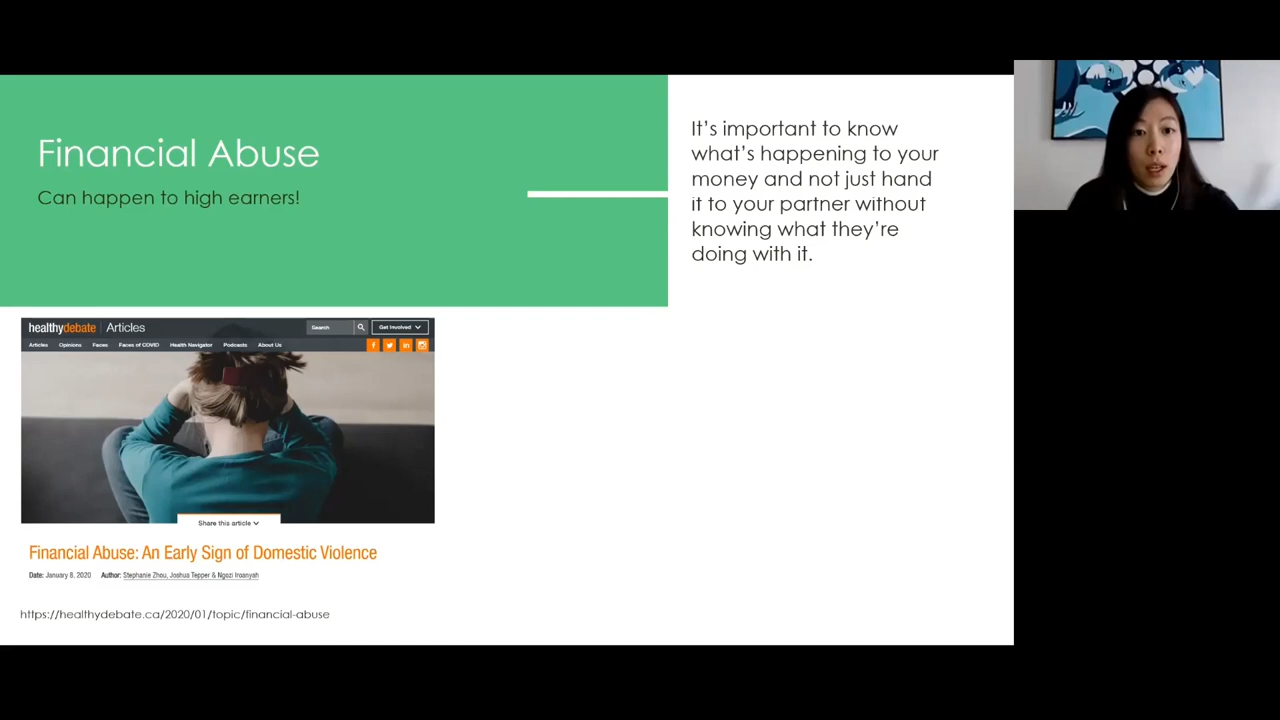 Financial Abuse
Can happen to high earners!
It’s important to know
what’s happening to your
money and not just hand
it to your partner without
knowing what they’re
doing with it.
healthydebate | Articles
Search
Get Involved
Articles Opinions Faces Faces of COVID Health Navigator Podcasts About Us
Share this article
Financial Abuse: An Early Sign of Domestic Violence
Date: January 8, 2020 Author: Stephanie Zhou, Joshua Tepper & Ngozi Iroanyah
https://healthydebate.ca/2020/01/topic/financial-abuse